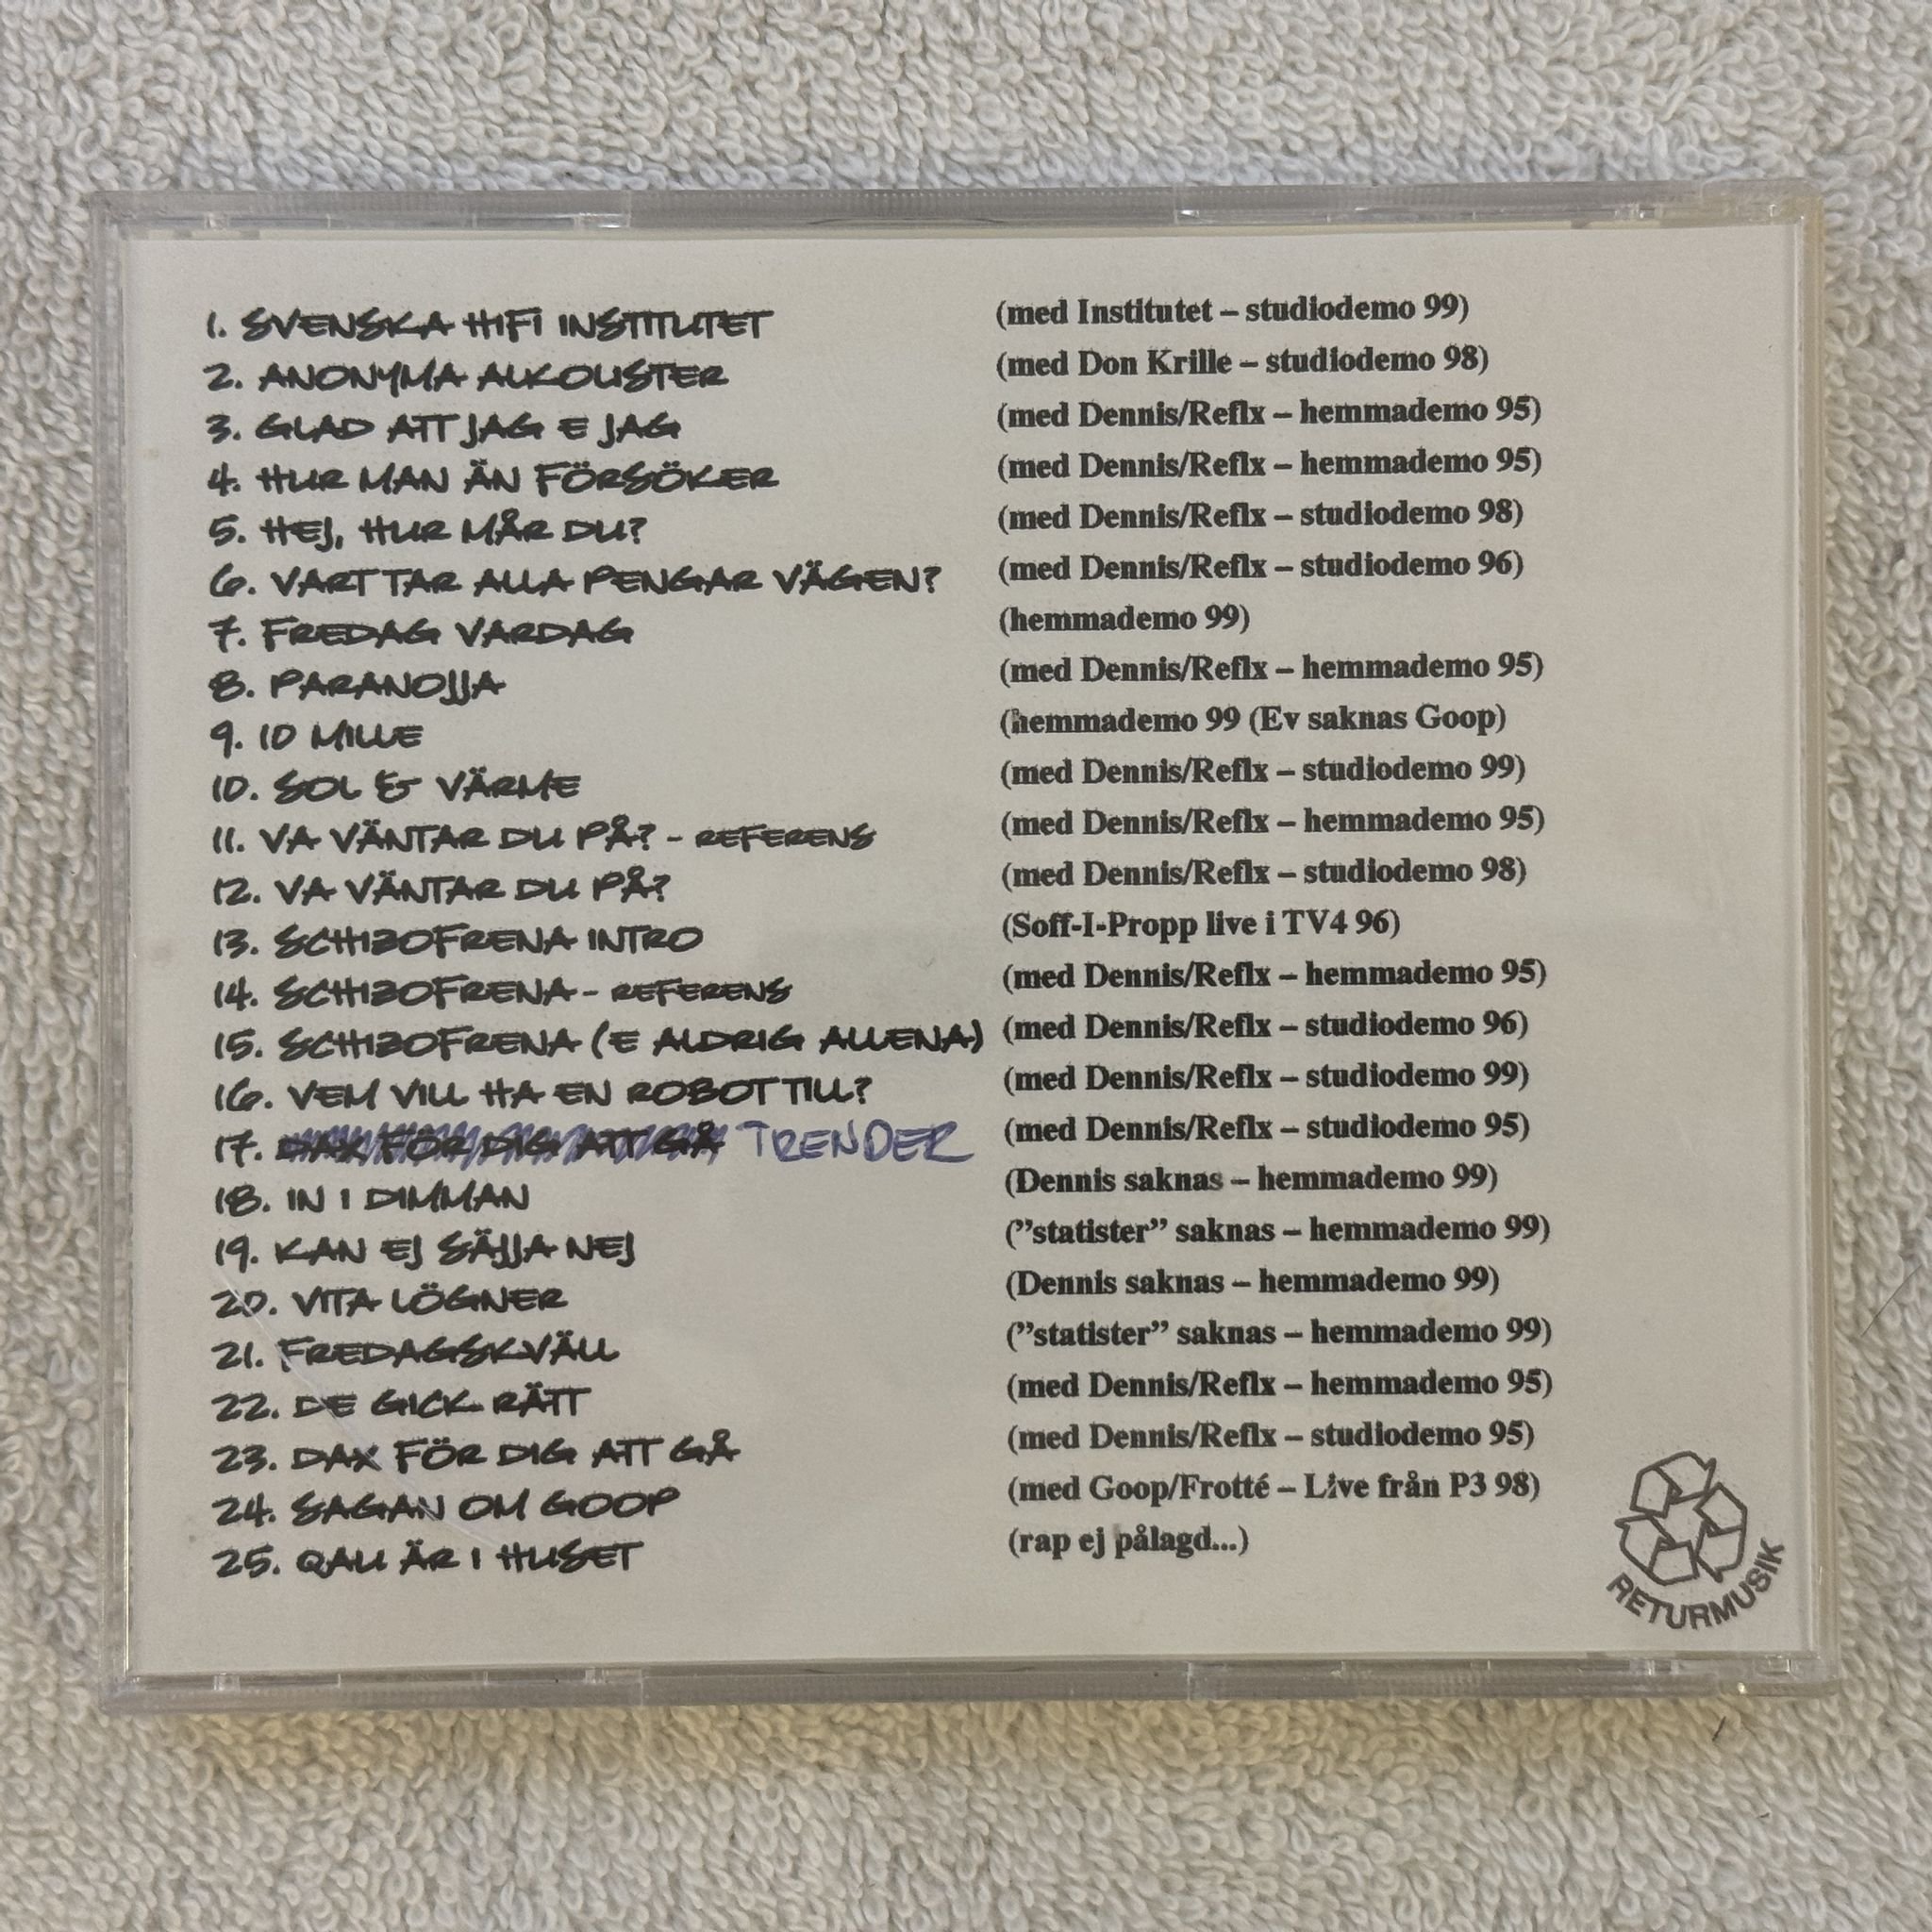 1. SVENSKA HIFI INSTITUTET (med Institutet – studiodemo 99)
2. ANONYMA ALKOLISTER (med Don Krille – studiodemo 98)
3. GLAD ATT JAG E JAG (med Dennis/Reflx – hemmademo 95)
4. HUR MAN ÄN FÖRSÖKER (med Dennis/Reflx – hemmademo 95)
5. HEJ, HUR MÅR DU? (med Dennis/Reflx – studiodemo 98)
6. VART TAR ALLA PENGAR VÄGEN? (med Dennis/Reflx – studiodemo 96)
7. FREDAG VARDAG (hemmademo 99)
8. PARANOJJA (med Dennis/Reflx – hemmademo 95)
9. 10 MILLE (hemmademo 99 (Ev saknas Goop)
10. SOL & VÄRME (med Dennis/Reflx – studiodemo 99)
11. VA VÄNTAR DU PÅ? - REFERENS (med Dennis/Reflx – hemmademo 95)
12. VA VÄNTAR DU PÅ? (med Dennis/Reflx – studiodemo 98)
13. SCHIZOFRENA INTRO (Soff-I-Propp live i TV4 96)
14. SCHIZOFRENA - REFERENS (med Dennis/Reflx – hemmademo 95)
15. SCHIZOFRENA (E ALDRIG ALLENA) (med Dennis/Reflx – studiodemo 96)
16. VEM VILL HA EN ROBOT TILL? (med Dennis/Reflx – studiodemo 99)
17. DAX FÖR DIG ATT GÅ TRENDER (med Dennis/Reflx – studiodemo 95)
18. IN I DIMMAN (Dennis saknas – hemmademo 99)
19. KAN EJ SÄJJA NEJ (”statister” saknas – hemmademo 99)
20. VITA LÖGNER (Dennis saknas – hemmademo 99)
21. FREDAGSKVÄLL (”statister” saknas – hemmademo 99)
22. DE GICK RÄTT (med Dennis/Reflx – hemmademo 95)
23. DAX FÖR DIG ATT GÅ (med Dennis/Reflx – studiodemo 95)
24. SAGAN OM GOOP (med Goop/Frotté – Live från P3 98)
25. QALL ÄR I HUSET (rap ej pålagd...)
RETURMUSIK